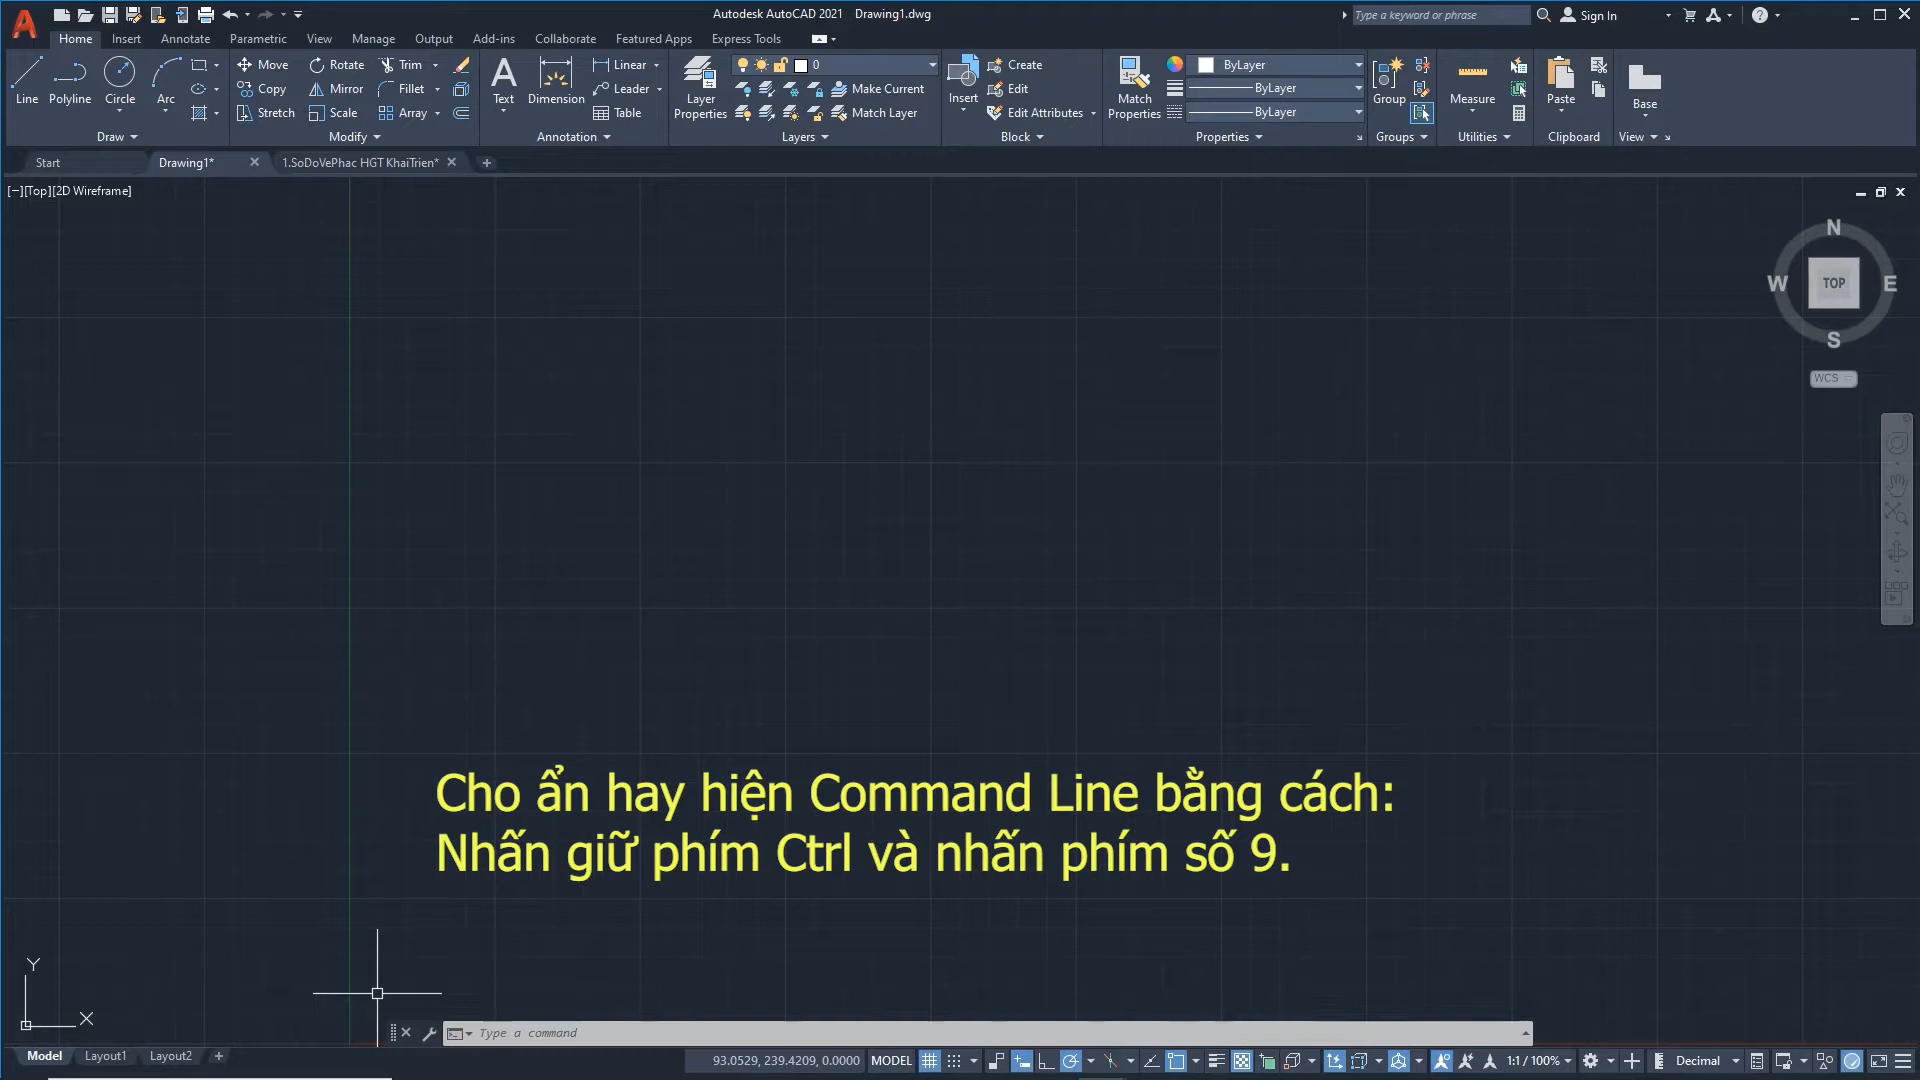 Autodesk AutoCAD 2021 Drawing1.dwg
Type a keyword or phrase
Sign In
Home Insert Annotate Parametric View Manage Output Add-ins Collaborate Featured Apps Express Tools
Line Polyline Circle Arc
Draw
Move Rotate Trim
Copy Mirror Fillet
Stretch Scale Array
Modify
Text Dimension
Linear
Leader
Table
Annotation
Layer Properties
0
Make Current
Match Layer
Layers
Insert
Create
Edit
Edit Attributes
Block
Match Properties
ByLayer
ByLayer
ByLayer
Properties
Group
Groups
Measure
Utilities
Paste
Clipboard
Base
View
Start Drawing1* 1.SoDoVePhac HGT KhaiTrien*
[−][Top][2D Wireframe]
N
W TOP E
S
WCS
Cho ẩn hay hiện Command Line bằng cách:
Nhấn giữ phím Ctrl và nhấn phím số 9.
Y
X
Type a command
Model Layout1 Layout2
93.0529, 239.4209, 0.0000 MODEL 1:1 / 100% Decimal